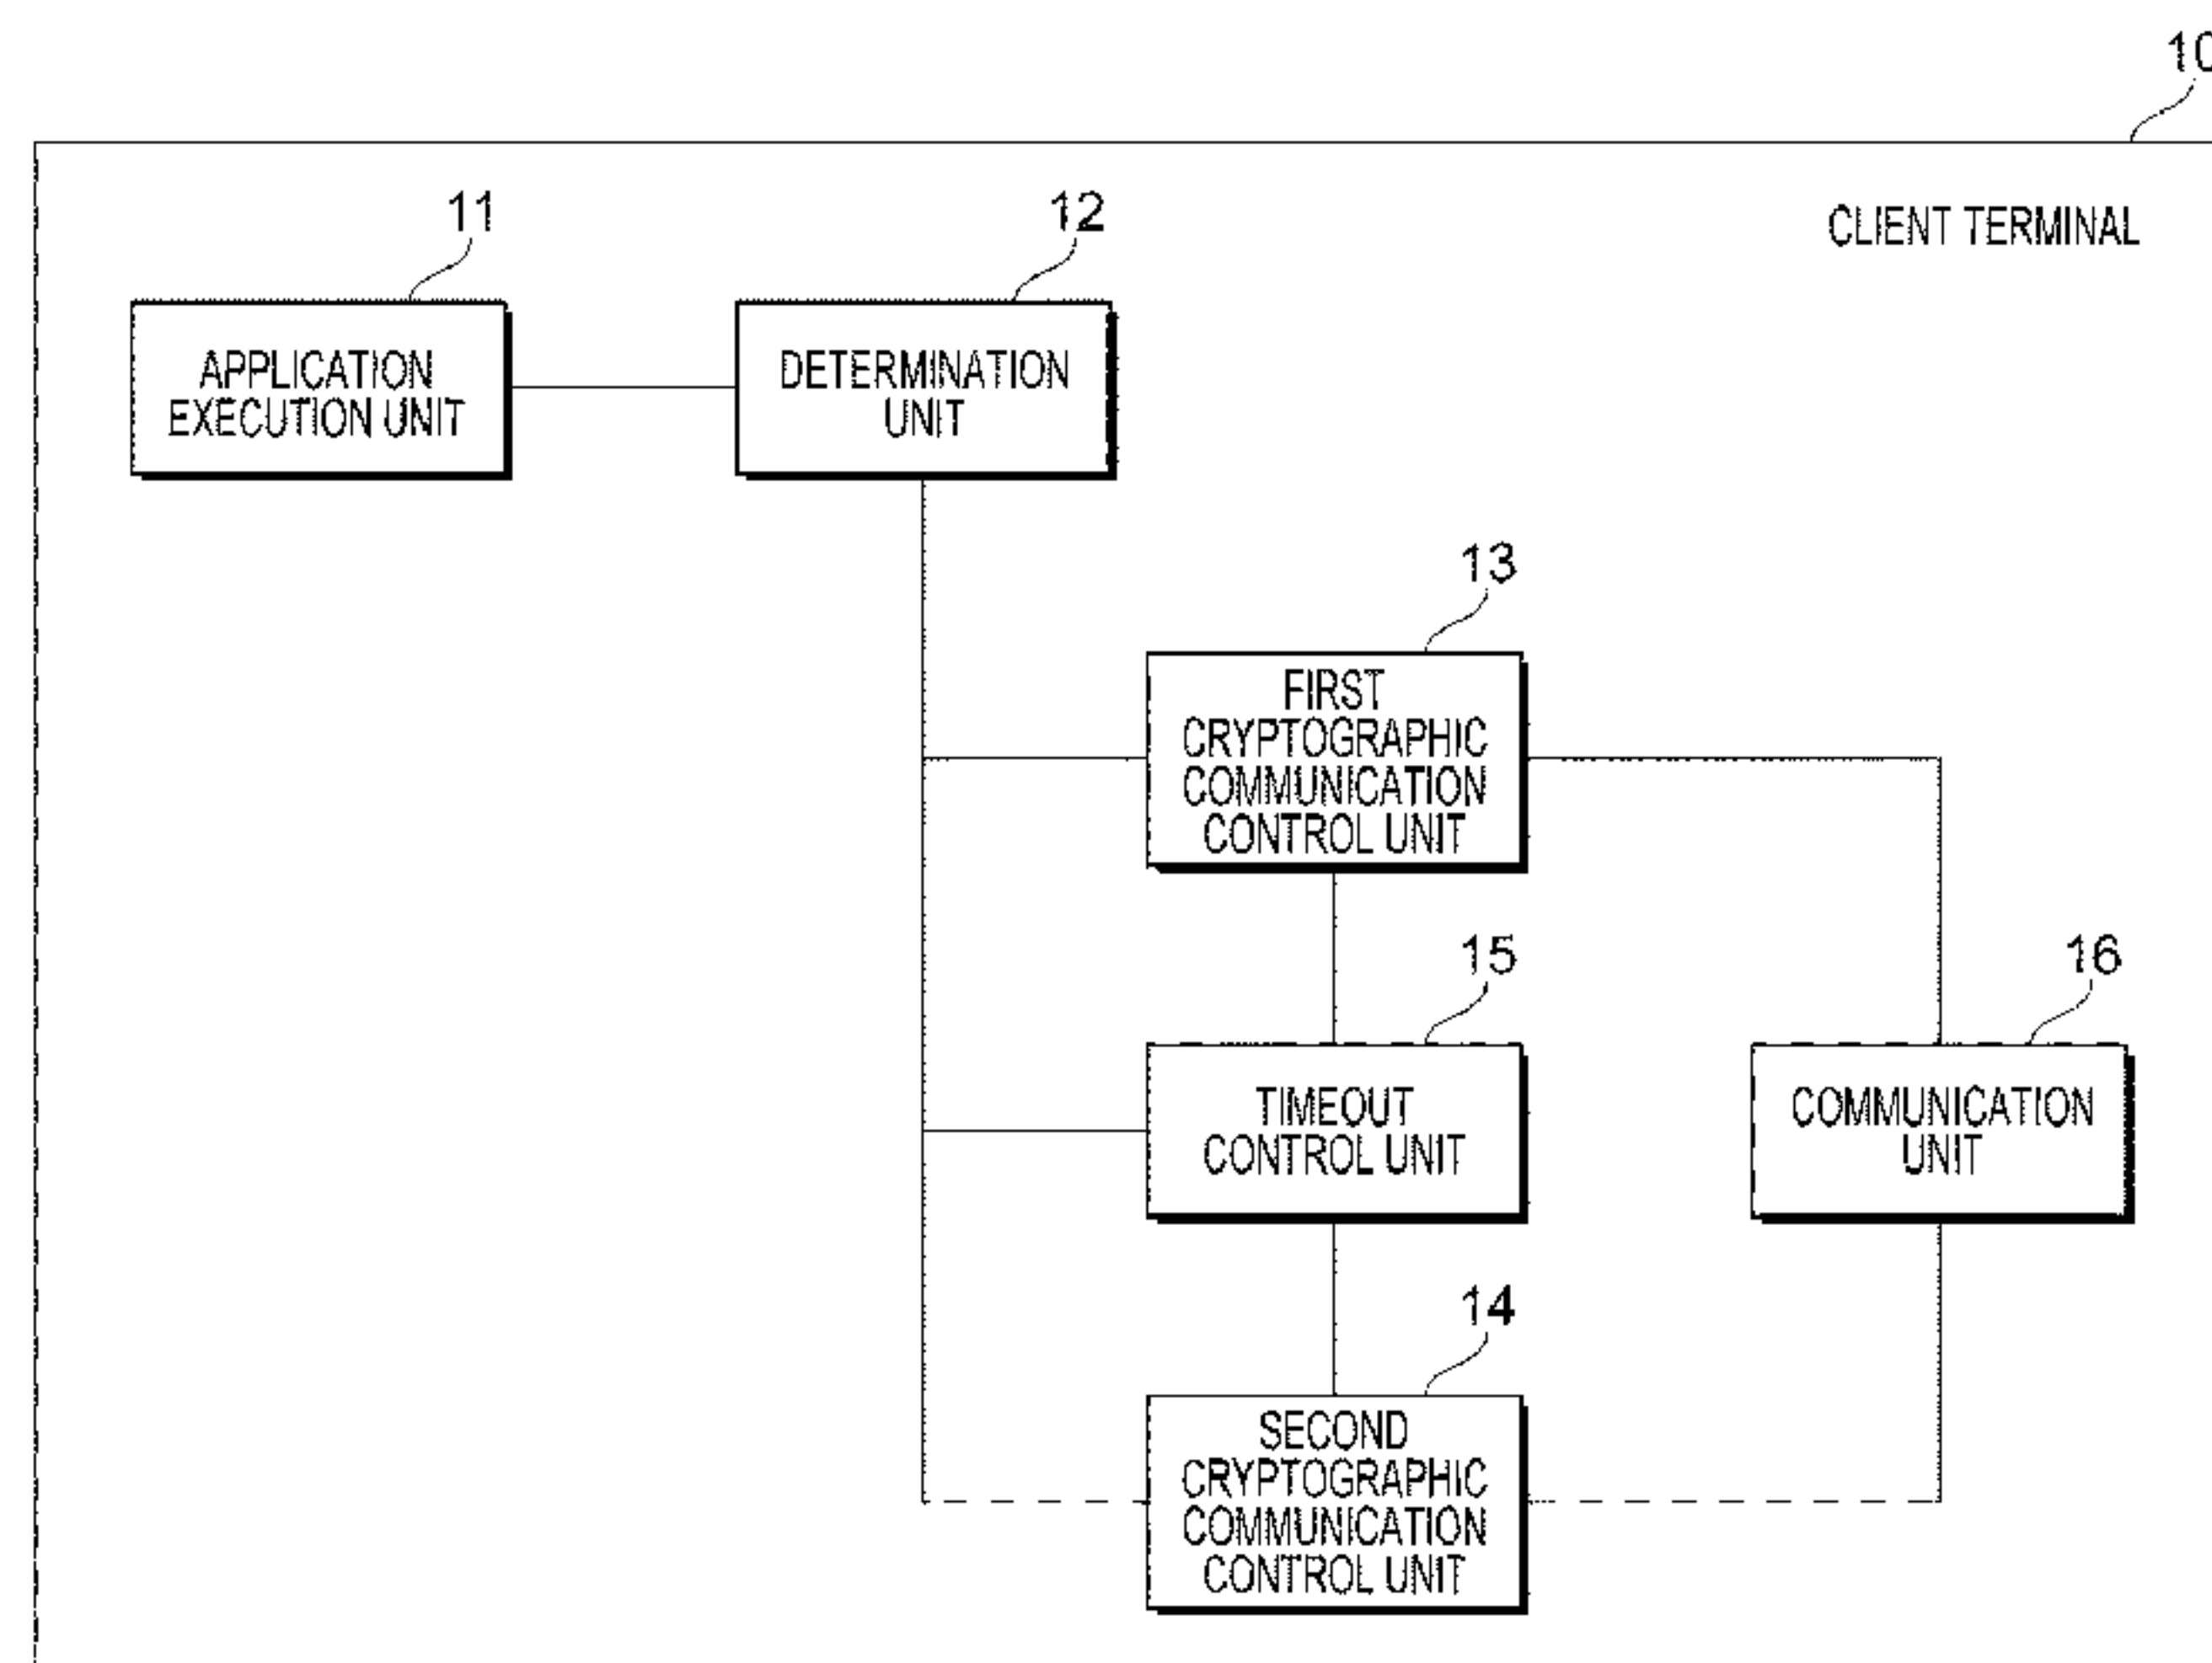 10
CLIENT TERMINAL
11
12
APPLICATION
EXECUTION UNIT
DETERMINATION
UNIT
13
FIRST
CRYPTOGRAPHIC
COMMUNICATION
CONTROL UNIT
15
16
TIMEOUT
CONTROL UNIT
COMMUNICATION
UNIT
14
SECOND
CRYPTOGRAPHIC
COMMUNICATION
CONTROL UNIT